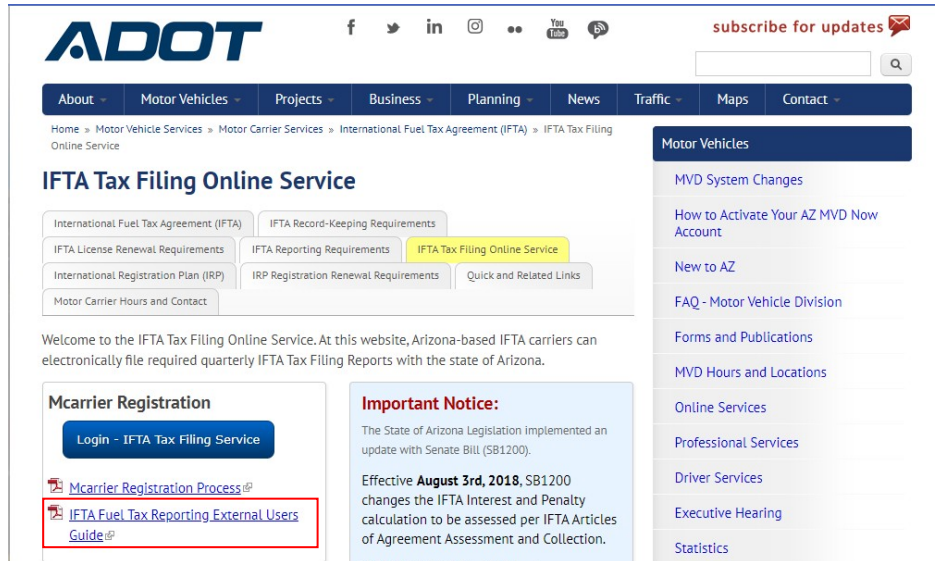 ADOT
f in You Tube
subscribe for updates
About Motor Vehicles Projects Business Planning News Traffic Maps Contact
Home » Motor Vehicle Services » Motor Carrier Services » International Fuel Tax Agreement (IFTA) » IFTA Tax Filing
Online Service
IFTA Tax Filing Online Service
International Fuel Tax Agreement (IFTA) IFTA Record-Keeping Requirements
IFTA License Renewal Requirements IFTA Reporting Requirements IFTA Tax Filing Online Service
International Registration Plan (IRP) IRP Registration Renewal Requirements Quick and Related Links
Motor Carrier Hours and Contact
Welcome to the IFTA Tax Filing Online Service. At this website, Arizona-based IFTA carriers can
electronically file required quarterly IFTA Tax Filing Reports with the state of Arizona.
Mcarrier Registration
Login - IFTA Tax Filing Service
Mcarrier Registration Process
IFTA Fuel Tax Reporting External Users
Guide
Important Notice:
The State of Arizona Legislation implemented an
update with Senate Bill (SB1200).
Effective August 3rd, 2018, SB1200
changes the IFTA Interest and Penalty
calculation to be assessed per IFTA Articles
of Agreement Assessment and Collection.
Motor Vehicles
MVD System Changes
How to Activate Your AZ MVD Now
Account
New to AZ
FAQ - Motor Vehicle Division
Forms and Publications
MVD Hours and Locations
Online Services
Professional Services
Driver Services
Executive Hearing
Statistics